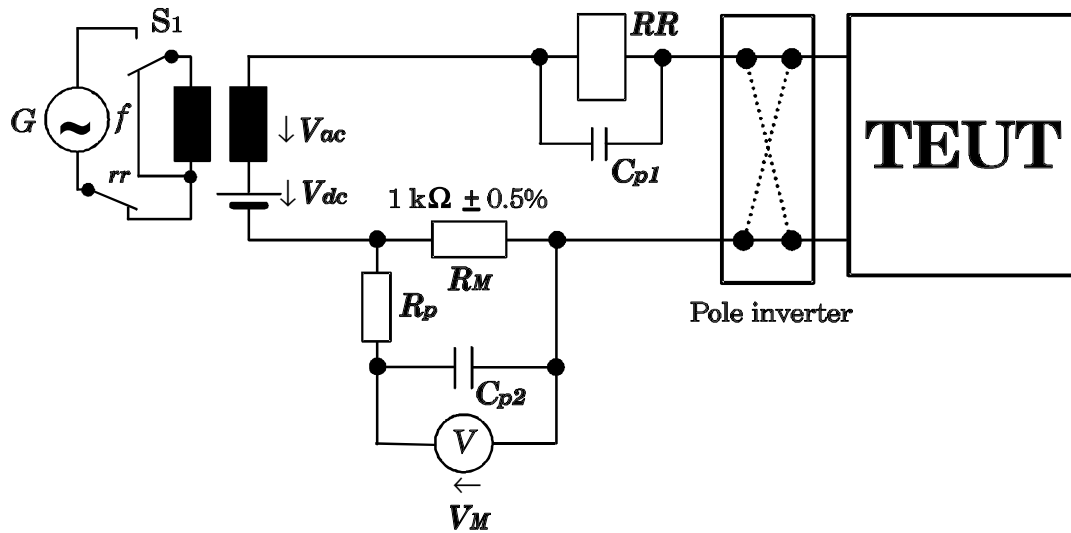 S1
RR
G
~
f
rr
↓ Vac
↓ Vdc
Cp1
TEUT
1 kΩ ± 0.5%
RM
Rp
Pole inverter
Cp2
V
←
VM